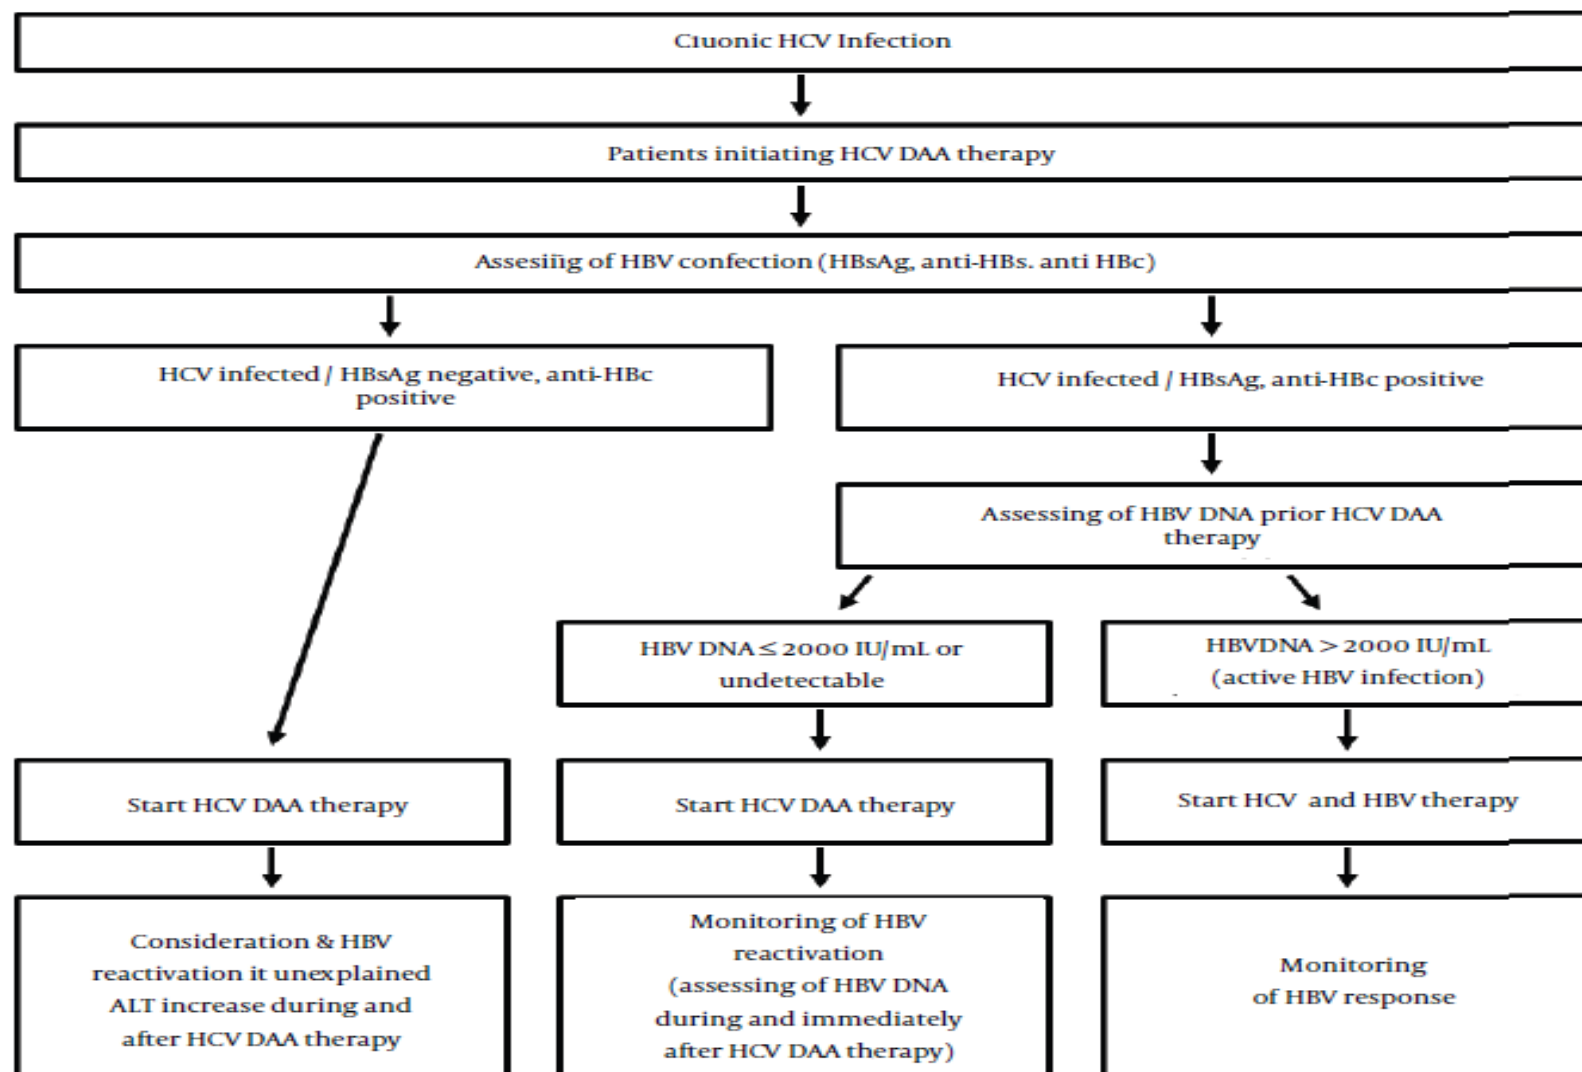 C1uonic HCV Infection
Patients initiating HCV DAA therapy
Assesiñg of HBV confection (HBsAg, anti-HBs. anti HBc)
HCV infected / HBsAg negative, anti-HBc
positive
HCV infected / HBsAg, anti-HBc positive
Assessing of HBV DNA prior HCV DAA
therapy
HBV DNA ≤ 2000 IU/mL or
undetectable
HBVDNA > 2000 IU/mL
(active HBV infection)
Start HCV DAA therapy
Start HCV DAA therapy
Start HCV and HBV therapy
Consideration & HBV
reactivation it unexplained
ALT increase during and
after HCV DAA therapy
Monitoring of HBV
reactivation
(assessing of HBV DNA
during and immediately
after HCV DAA therapy)
Monitoring
of HBV response